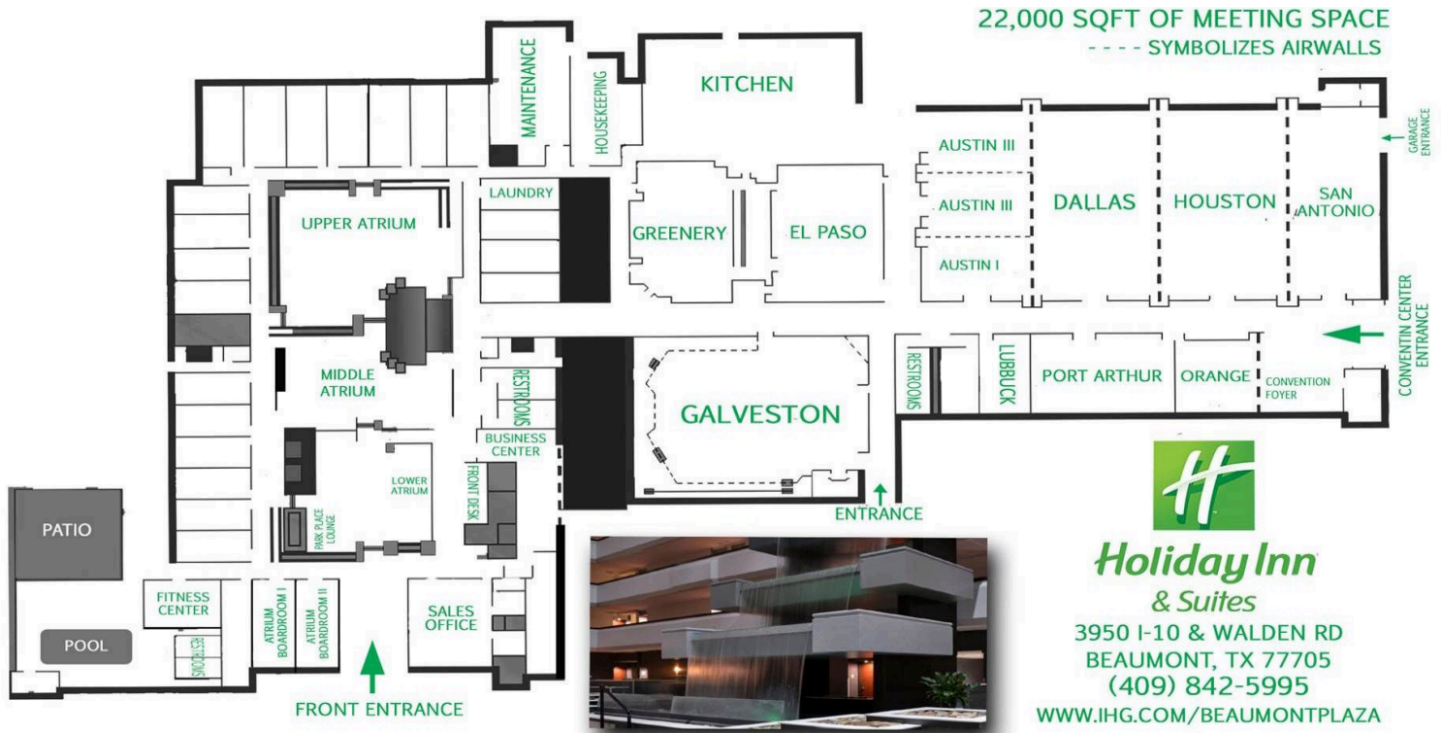 22,000 SQFT OF MEETING SPACE
- - - - SYMBOLIZES AIRWALLS
MAINTENANCE
HOUSEKEEPING
KITCHEN
GARAGE
ENTRANCE
AUSTIN III
AUSTIN III
AUSTIN I
DALLAS
HOUSTON
SAN
ANTONIO
LAUNDRY
UPPER ATRIUM
GREENERY
EL PASO
CONVENTIN CENTER
ENTRANCE
MIDDLE
ATRIUM
RESTROOMS
GALVESTON
RESTROOMS
LUBBUCK
PORT ARTHUR
ORANGE
CONVENTION
FOYER
BUSINESS
CENTER
FRONT DESK
LOWER
ATRIUM
PARK PLACE
LOUNGE
ENTRANCE
PATIO
POOL
FITNESS
CENTER
RESTROOMS
ATRIUM
BOARDROOM I
ATRIUM
BOARDROOM II
SALES
OFFICE
FRONT ENTRANCE
H
Holiday Inn
& Suites
3950 I-10 & WALDEN RD
BEAUMONT, TX 77705
(409) 842-5995
WWW.IHG.COM/BEAUMONTPLAZA